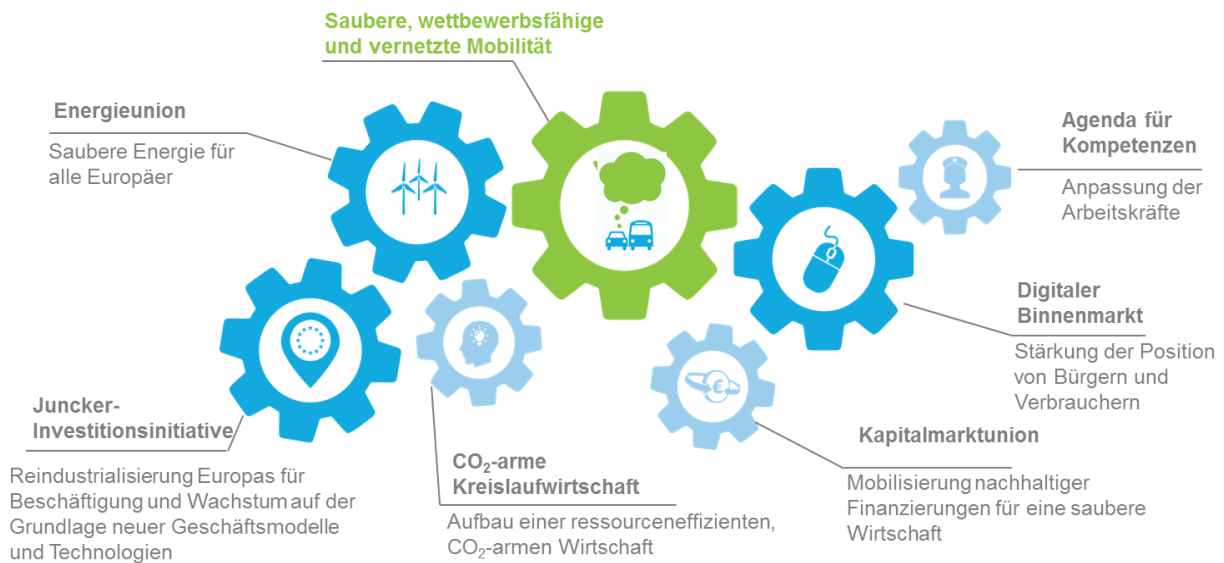 Saubere, wettbewerbsfähige
und vernetzte Mobilität
Energieunion
Saubere Energie für
alle Europäer
Agenda für
Kompetenzen
Anpassung der
Arbeitskräfte
Digitaler
Binnenmarkt
Stärkung der Position
von Bürgern und
Verbrauchern
Juncker-
Investitionsinitiative
Reindustrialisierung Europas für
Beschäftigung und Wachstum auf der
Grundlage neuer Geschäftsmodelle
und Technologien
CO₂-arme
Kreislaufwirtschaft
Aufbau einer ressourceneffizienten,
CO₂-armen Wirtschaft
€
Kapitalmarktunion
Mobilisierung nachhaltiger
Finanzierungen für eine saubere
Wirtschaft